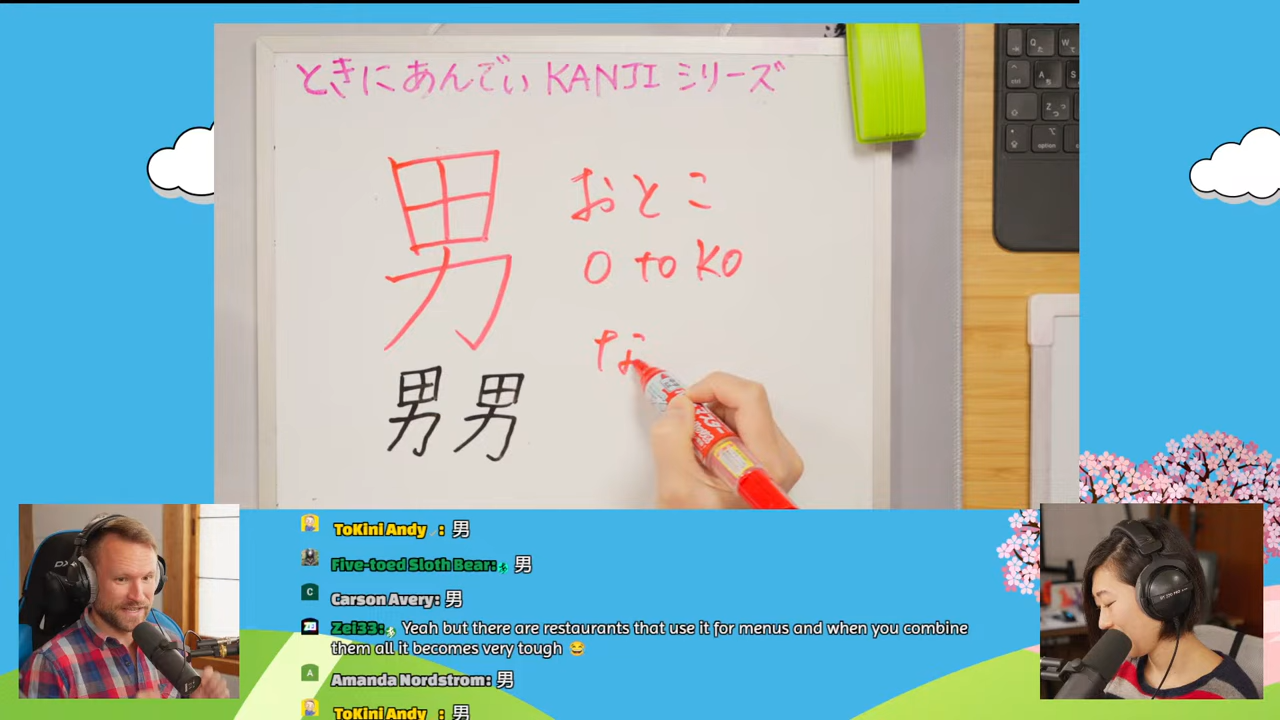 ときにあんでぃ KANJI シリーズ
男
おとこ
o to ko
な
男 男
ToKini Andy : 男
Five-toed Sloth Bear: 男
Carson Avery: 男
Zei33: Yeah but there are restaurants that use it for menus and when you combine
them all it becomes very tough 😂
Amanda Nordstrom: 男
ToKini Andy : 男